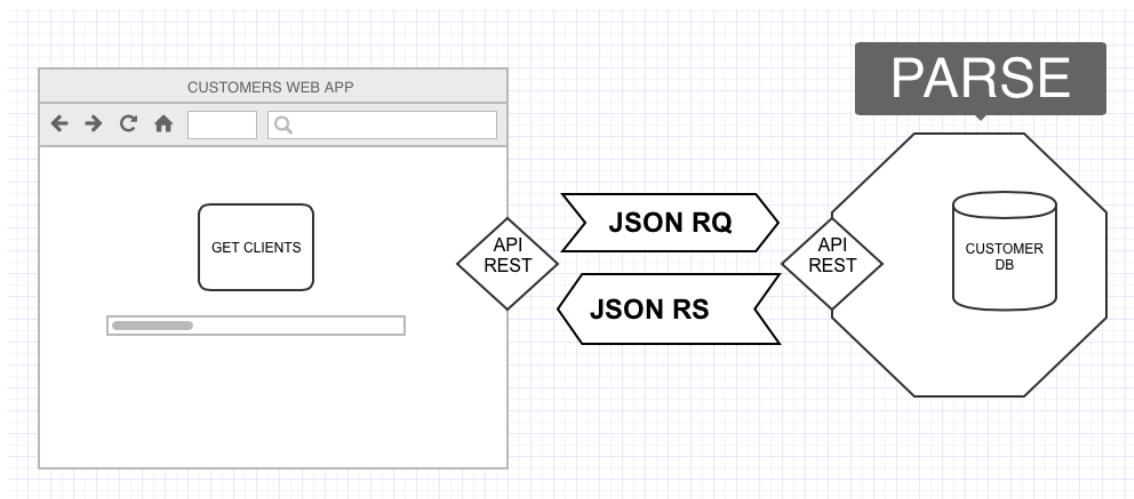 CUSTOMERS WEB APP
PARSE
GET CLIENTS
API
REST
JSON RQ
JSON RS
API
REST
CUSTOMER
DB